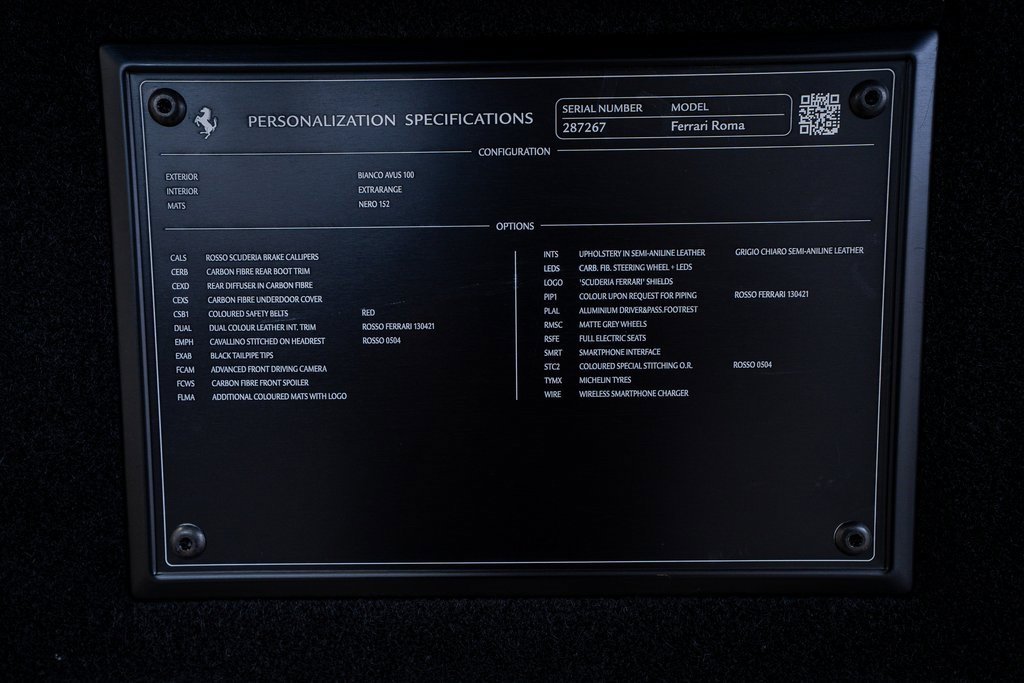 PERSONALIZATION SPECIFICATIONS
SERIAL NUMBER MODEL
287267 Ferrari Roma
CONFIGURATION
EXTERIOR BIANCO AVUS 100
INTERIOR EXTRARANGE
MATS NERO 152
OPTIONS
CALS ROSSO SCUDERIA BRAKE CALLIPERS
CERB CARBON FIBRE REAR BOOT TRIM
CEXD REAR DIFFUSER IN CARBON FIBRE
CEXS CARBON FIBRE UNDERDOOR COVER
CSB1 COLOURED SAFETY BELTS RED
DUAL DUAL COLOUR LEATHER INT. TRIM ROSSO FERRARI 130421
EMPH CAVALLINO STITCHED ON HEADREST ROSSO 0504
EXAB BLACK TAILPIPE TIPS
FCAM ADVANCED FRONT DRIVING CAMERA
FCWS CARBON FIBRE FRONT SPOILER
FLMA ADDITIONAL COLOURED MATS WITH LOGO
INTS UPHOLSTERY IN SEMI-ANILINE LEATHER GRIGIO CHIARO SEMI-ANILINE LEATHER
LEDS CARB. FIB. STEERING WHEEL + LEDS
LOGO 'SCUDERIA FERRARI' SHIELDS
PIP1 COLOUR UPON REQUEST FOR PIPING ROSSO FERRARI 130421
PLAL ALUMINIUM DRIVER&PASS.FOOTREST
RMSC MATTE GREY WHEELS
RSFE FULL ELECTRIC SEATS
SMRT SMARTPHONE INTERFACE
STC2 COLOURED SPECIAL STITCHING O.R. ROSSO 0504
TYMX MICHELIN TYRES
WIRE WIRELESS SMARTPHONE CHARGER